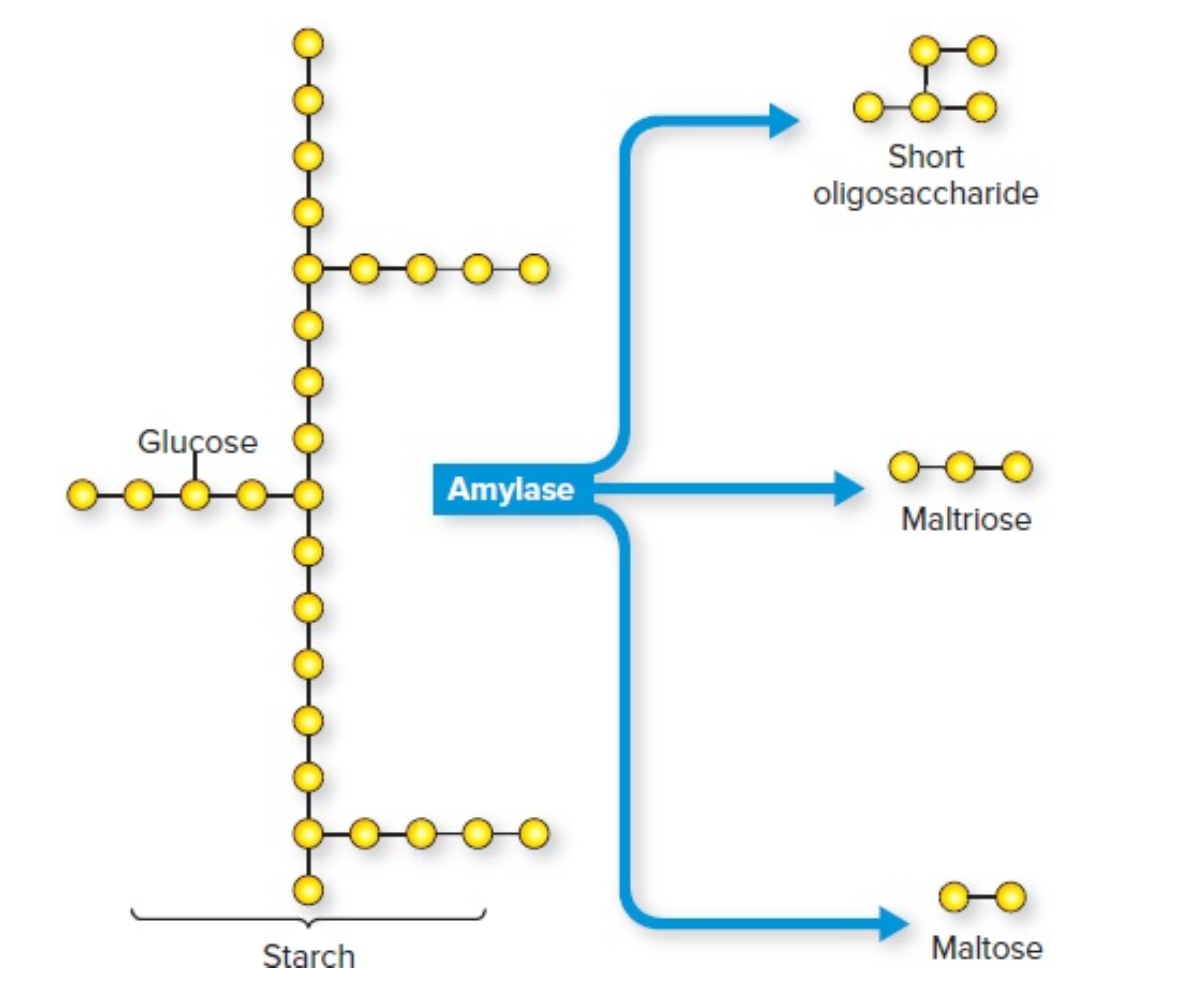 Short
oligosaccharide
Glucose
Amylase
Maltriose
Maltose
Starch